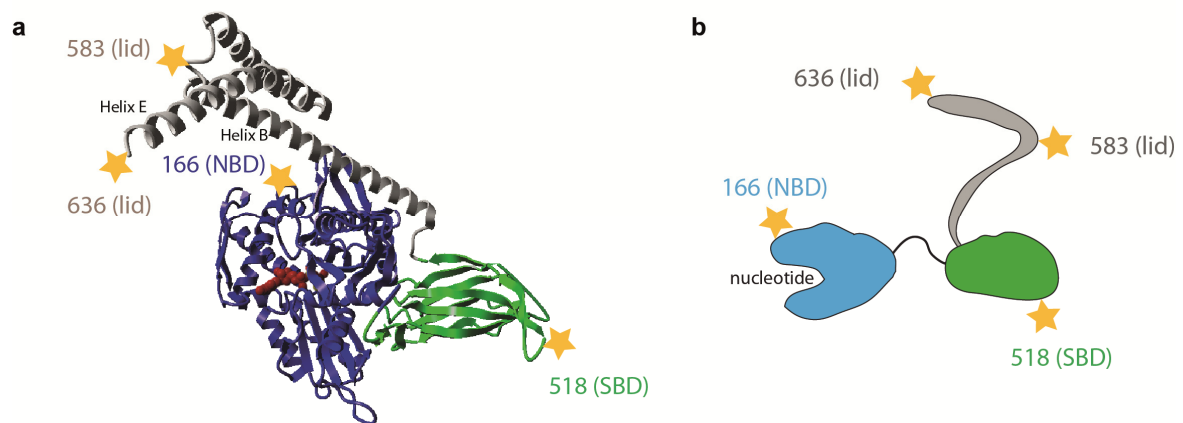 a
583 (lid)
Helix E
Helix B
166 (NBD)
636 (lid)
518 (SBD)
b
636 (lid)
583 (lid)
166 (NBD)
nucleotide
518 (SBD)